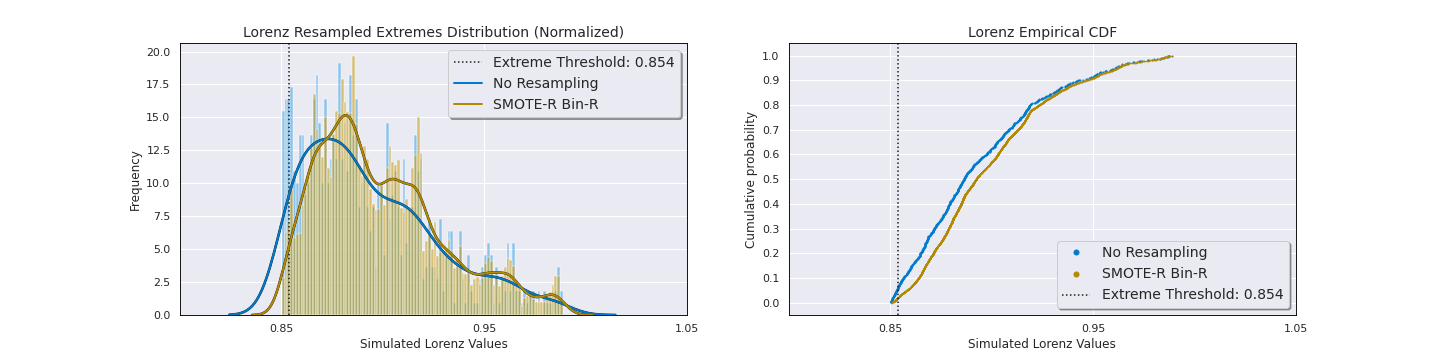 Lorenz Resampled Extremes Distribution (Normalized)
Frequency
20.0
17.5
15.0
12.5
10.0
7.5
5.0
2.5
0.0
Extreme Threshold: 0.854
No Resampling
SMOTE-R Bin-R
0.85
0.95
1.05
Simulated Lorenz Values
Lorenz Empirical CDF
Cumulative probability
1.0
0.9
0.8
0.7
0.6
0.5
0.4
0.3
0.2
0.1
0.0
No Resampling
SMOTE-R Bin-R
Extreme Threshold: 0.854
0.85
0.95
1.05
Simulated Lorenz Values